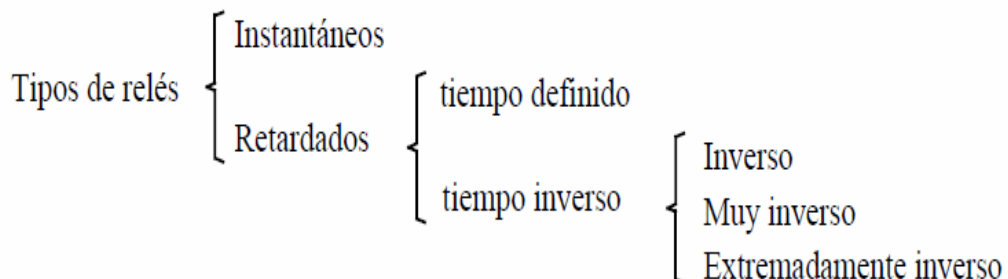 Tipos de relés
Instantáneos
Retardados
tiempo definido
tiempo inverso
Inverso
Muy inverso
Extremadamente inverso